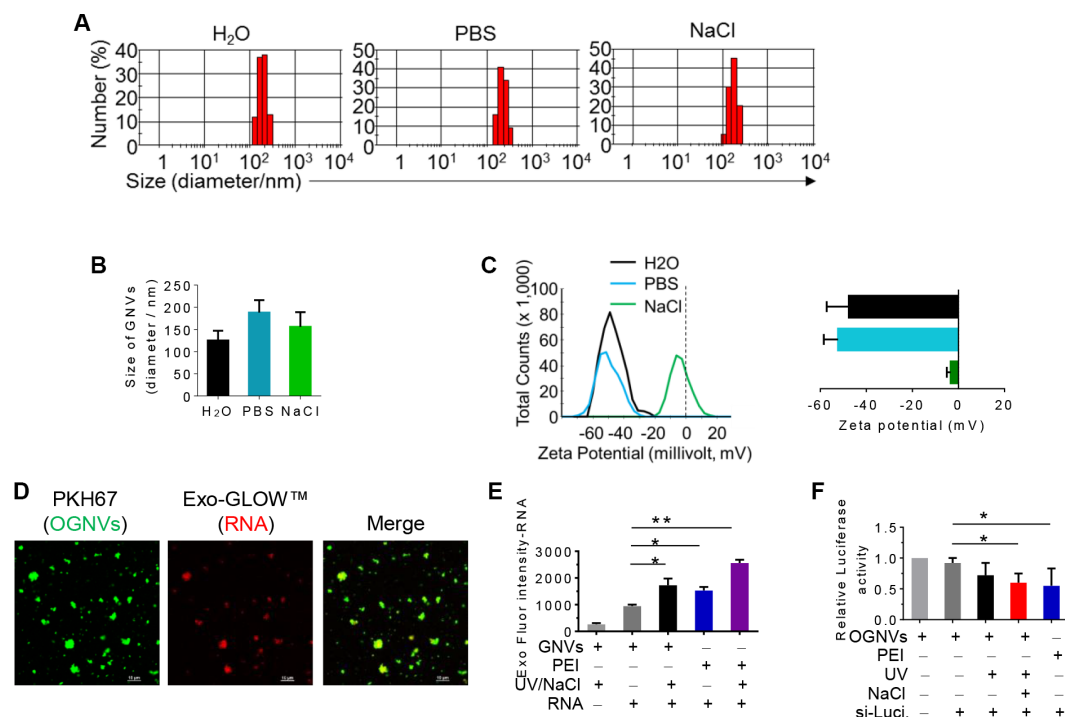 A
H2O PBS NaCl
Number (%)
40 30 20 10 0
50 40 30 20 10 0
50 40 30 20 10 0
1 10¹ 10² 10³ 10⁴ 1 10¹ 10² 10³ 10⁴ 1 10¹ 10² 10³ 10⁴
Size (diameter/nm)
B
Size of GNVs
(diameter / nm)
250
200
150
100
50
0
H2O PBS NaCl
C
H2O
PBS
NaCl
Total Counts (x 1,000)
100
80
60
40
20
0
-60 -40 -20 0 20
Zeta Potential (millivolt, mV)
-60 -40 -20 0 20
Zeta potential (mV)
D
PKH67 Exo-GLOW™
(OGNVs) (RNA) Merge
10 µm 10 µm 10 µm
E
Exo Fluor intensity-RNA
3000
2000
1000
0
**
*
*
GNVs + + + – –
PEI – – – + +
UV/NaCl + – + – +
RNA – + + + +
F
Relative Luciferase
activity
1.5
1.0
0.5
0.0
*
*
OGNVs + + + + –
PEI – – – – +
UV – – + + –
NaCl – – – + –
si-Luci. – + + + +